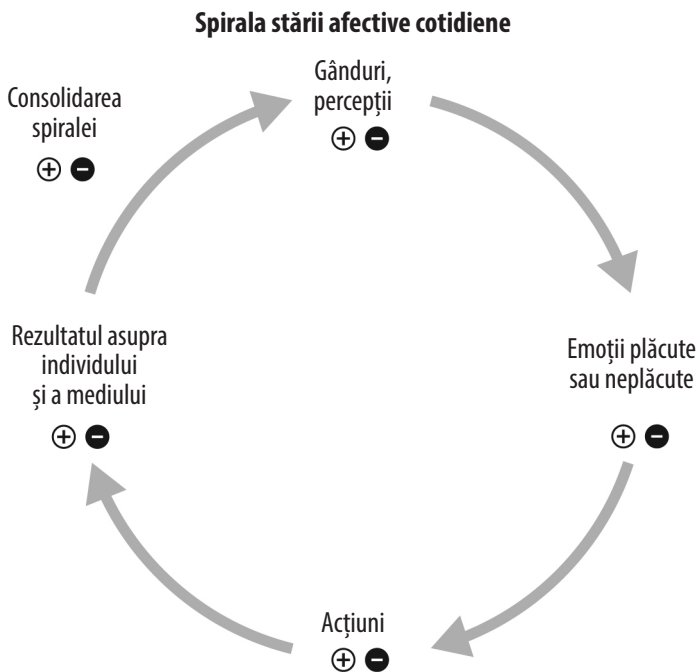 Spirala stării afective cotidiene
Gânduri,
percepții
+ -
Emoții plăcute
sau neplăcute
+ -
Acțiuni
+ -
Rezultatul asupra
individului
și a mediului
+ -
Consolidarea
spiralei
+ -